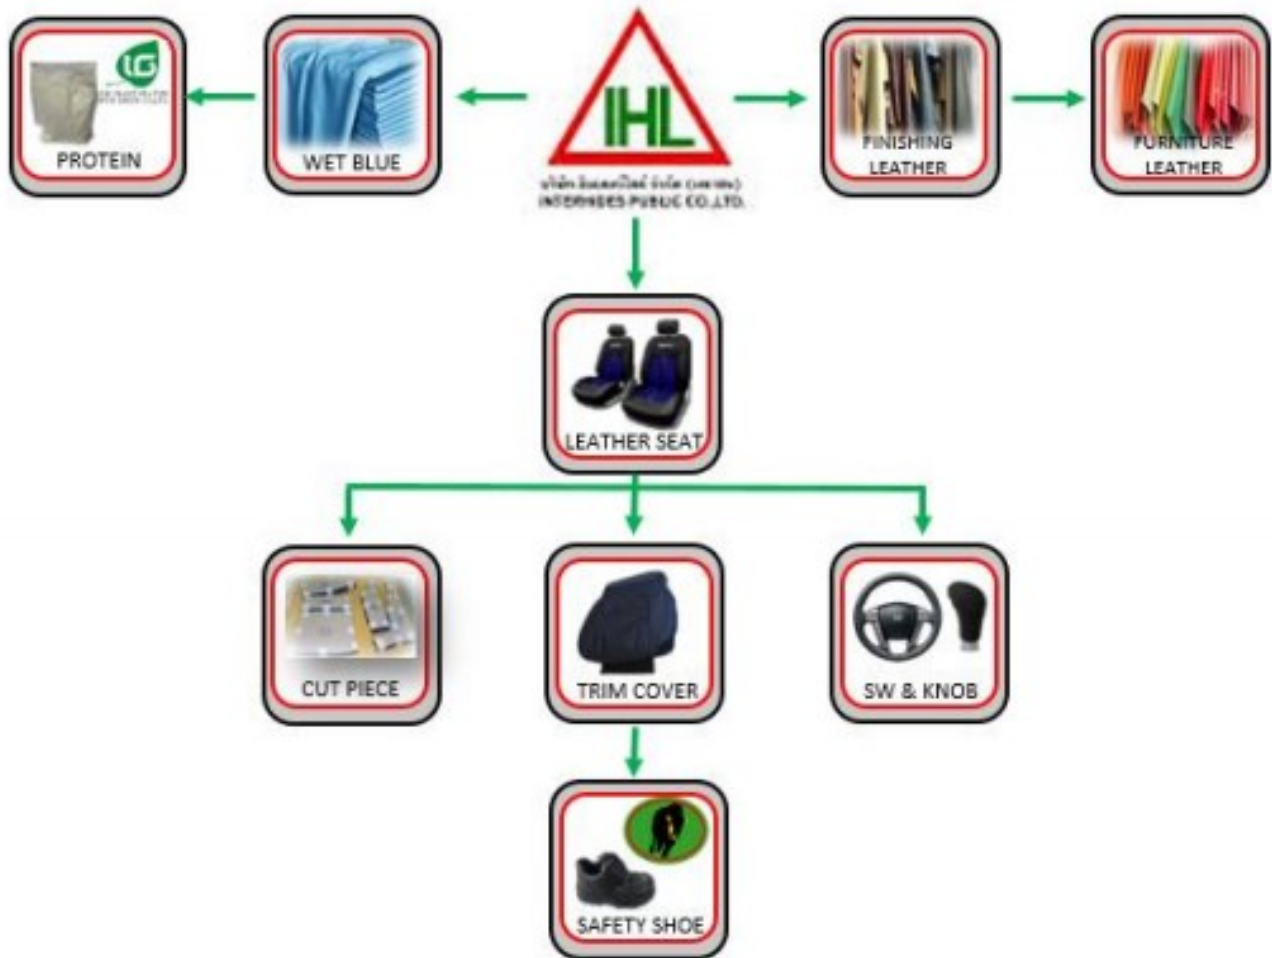 PROTEIN
WET BLUE
IHL
INTERHIDES PUBLIC CO.,LTD.
FINISHING
LEATHER
FURNITURE
LEATHER
LEATHER SEAT
CUT PIECE
TRIM COVER
SW & KNOB
SAFETY SHOE